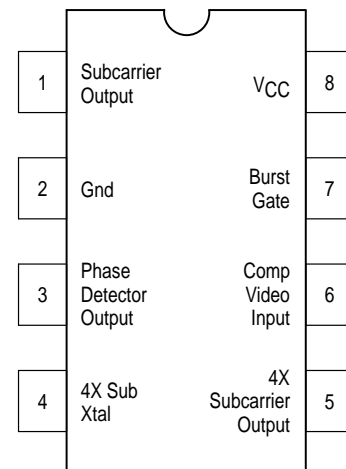 1
Subcarrier
Output
VCC
8
2
Gnd
Burst
Gate
7
3
Phase
Detector
Output
Comp
Video
Input
6
4
4X Sub
Xtal
4X
Subcarrier
Output
5